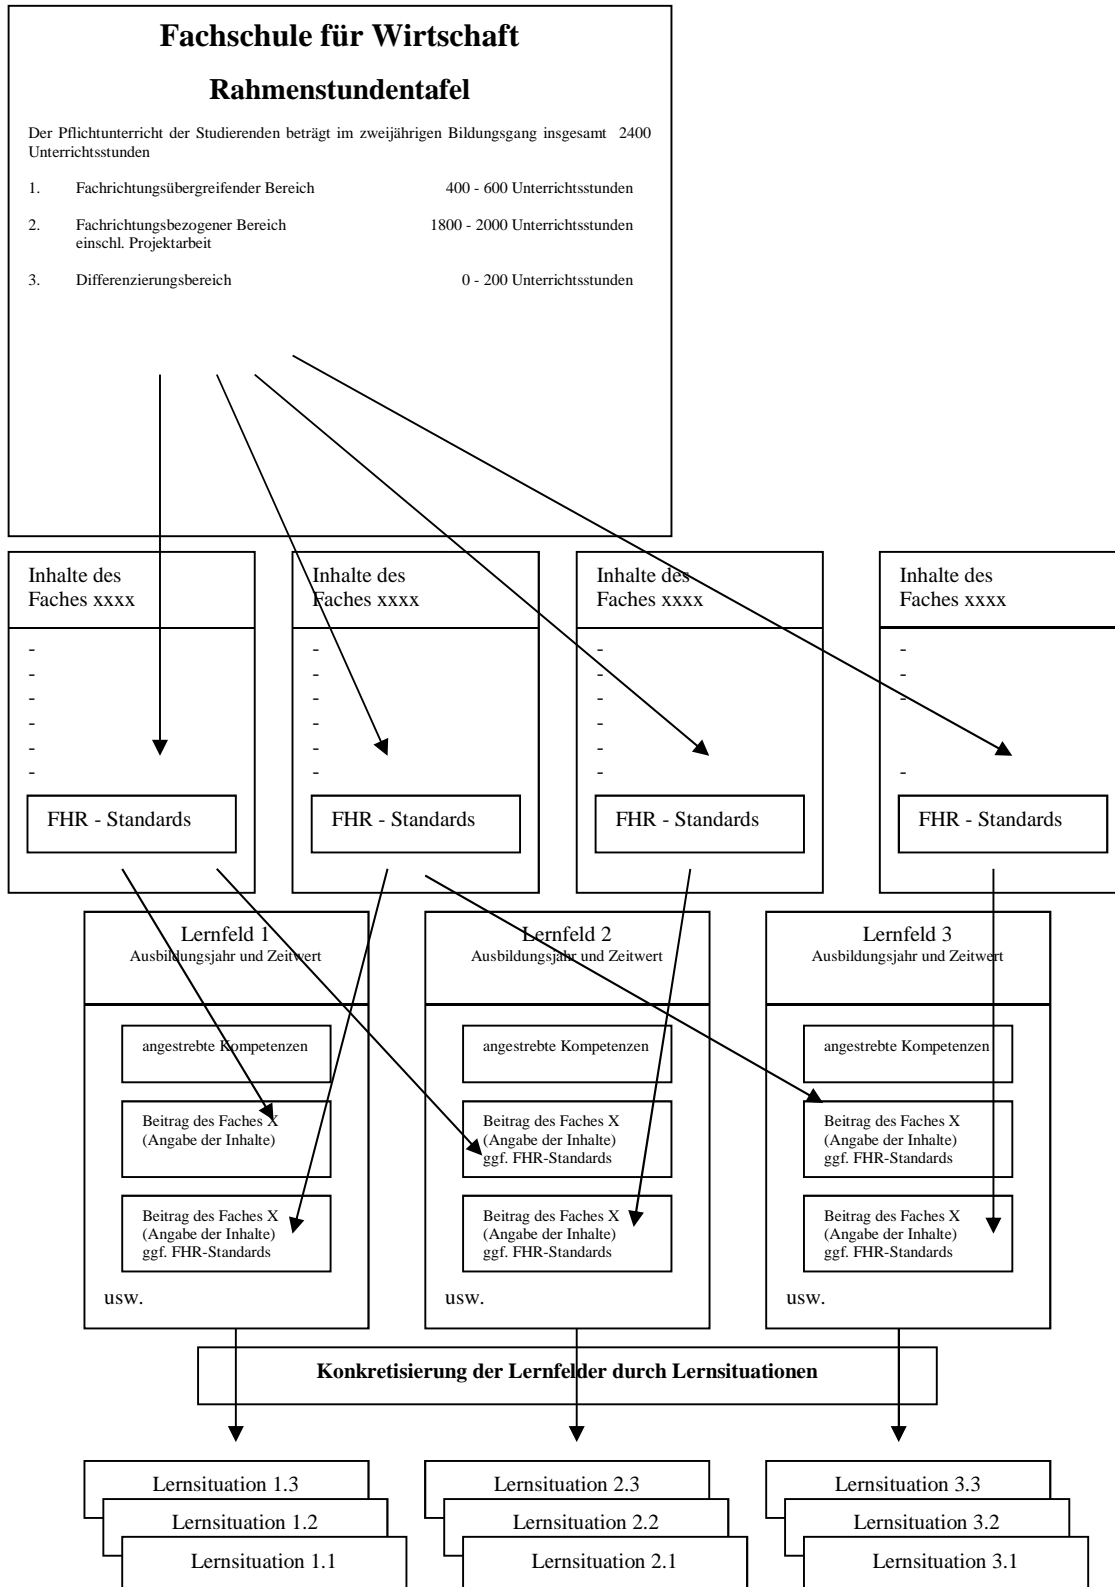 Fachschule für Wirtschaft
Rahmenstundentafel
Der Pflichtunterricht der Studierenden beträgt im zweijährigen Bildungsgang insgesamt 2400
Unterrichtsstunden
1. Fachrichtungsübergreifender Bereich 400 - 600 Unterrichtsstunden
2. Fachrichtungsbezogener Bereich 1800 - 2000 Unterrichtsstunden
einschl. Projektarbeit
3. Differenzierungsbereich 0 - 200 Unterrichtsstunden
Inhalte des
Faches xxxx
-
-
-
-
-
-
FHR - Standards
Inhalte des
Faches xxxx
-
-
-
-
-
-
FHR - Standards
Inhalte des
Faches xxxx
-
-
-
-
-
-
FHR - Standards
Inhalte des
Faches xxxx
-
-
-
-
FHR - Standards
Lernfeld 1
Ausbildungsjahr und Zeitwert
angestrebte Kompetenzen
Beitrag des Faches X
(Angabe der Inhalte)
Beitrag des Faches X
(Angabe der Inhalte)
ggf. FHR-Standards
usw.
Lernfeld 2
Ausbildungsjahr und Zeitwert
angestrebte Kompetenzen
Beitrag des Faches X
(Angabe der Inhalte)
ggf. FHR-Standards
Beitrag des Faches X
(Angabe der Inhalte)
ggf. FHR-Standards
usw.
Lernfeld 3
Ausbildungsjahr und Zeitwert
angestrebte Kompetenzen
Beitrag des Faches X
(Angabe der Inhalte)
ggf. FHR-Standards
Beitrag des Faches X
(Angabe der Inhalte)
ggf. FHR-Standards
usw.
Konkretisierung der Lernfelder durch Lernsituationen
Lernsituation 1.3
Lernsituation 1.2
Lernsituation 1.1
Lernsituation 2.3
Lernsituation 2.2
Lernsituation 2.1
Lernsituation 3.3
Lernsituation 3.2
Lernsituation 3.1